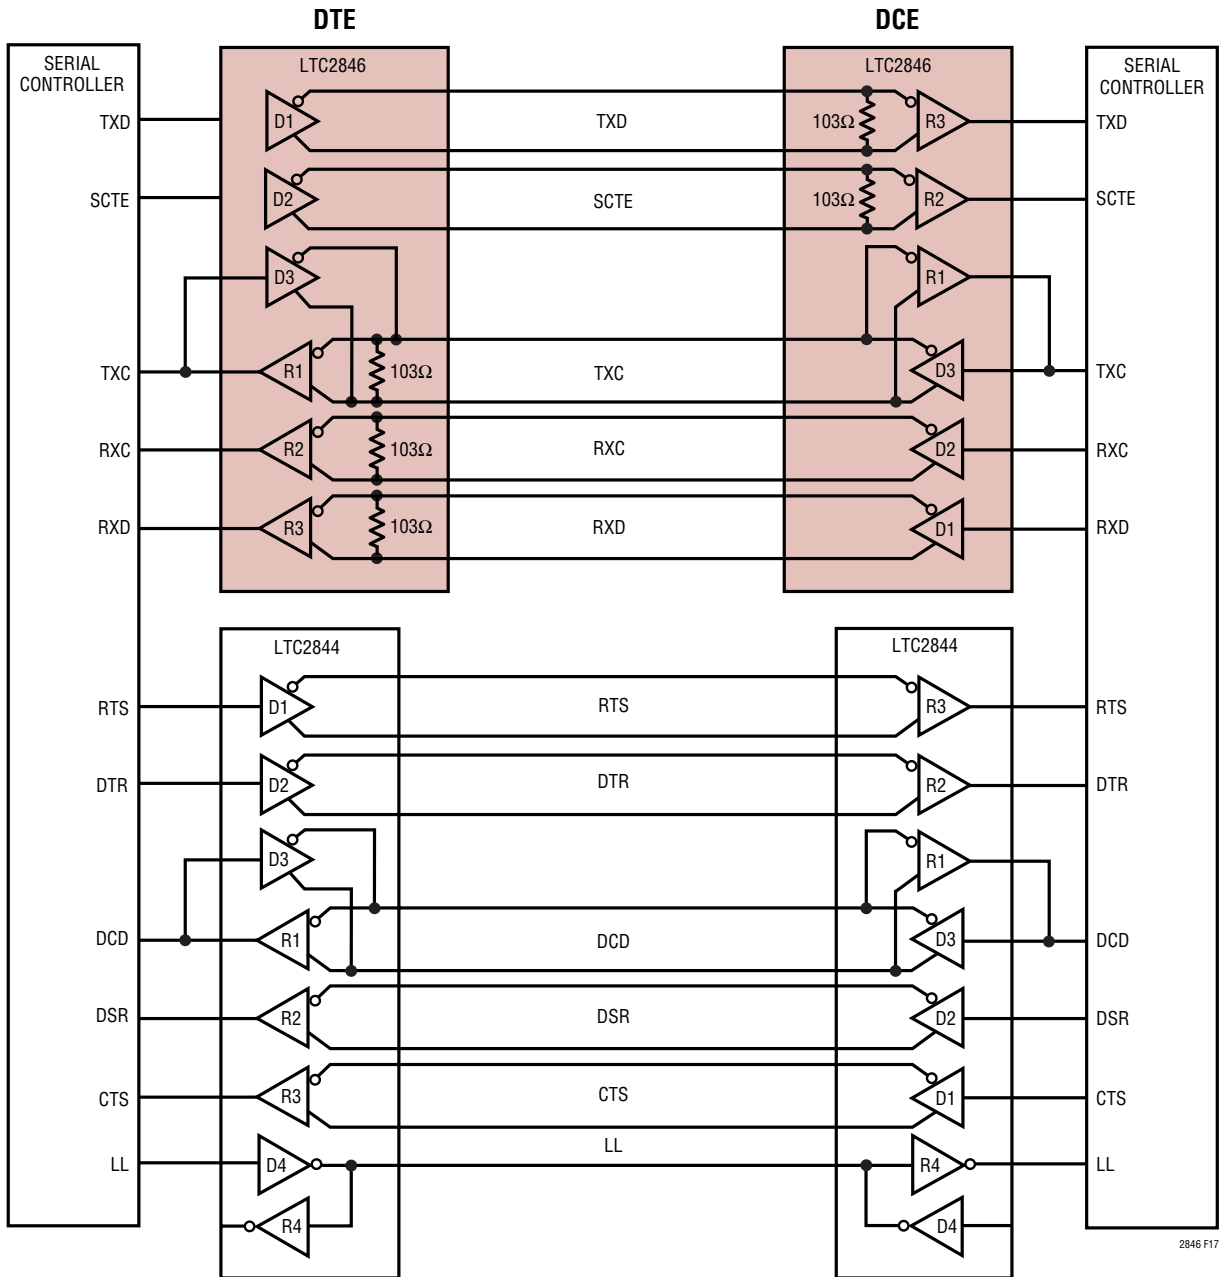 DTE DCE
SERIAL CONTROLLER
LTC2846
LTC2846
SERIAL CONTROLLER
TXD D1 TXD 103Ω R3 TXD
SCTE D2 SCTE 103Ω R2 SCTE
D3 R1
TXC R1 103Ω TXC D3 TXC
RXC R2 103Ω RXC D2 RXC
RXD R3 103Ω RXD D1 RXD
LTC2844 LTC2844
RTS D1 RTS R3 RTS
DTR D2 DTR R2 DTR
D3 R1
DCD R1 DCD D3 DCD
DSR R2 DSR D2 DSR
CTS R3 CTS D1 CTS
LL D4 LL R4 LL
R4 D4
2846 F17